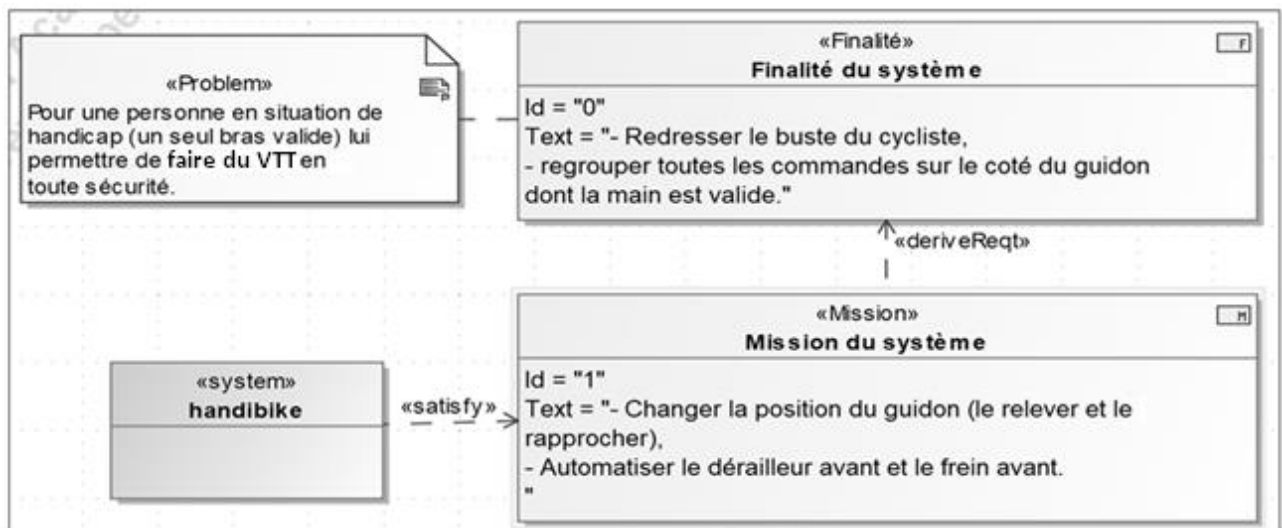 «Problem»
Pour une personne en situation de
handicap (un seul bras valide) lui
permettre de faire du VTT en
toute sécurité.
«Finalité»
F
Finalité du système
Id = "0"
Text = "- Redresser le buste du cycliste,
- regrouper toutes les commandes sur le coté du guidon
dont la main est valide."
«deriveReqt»
«Mission»
M
Mission du système
Id = "1"
Text = "- Changer la position du guidon (le relever et le
rapprocher),
- Automatiser le dérailleur avant et le frein avant.
"
«system»
handibike
«satisfy»